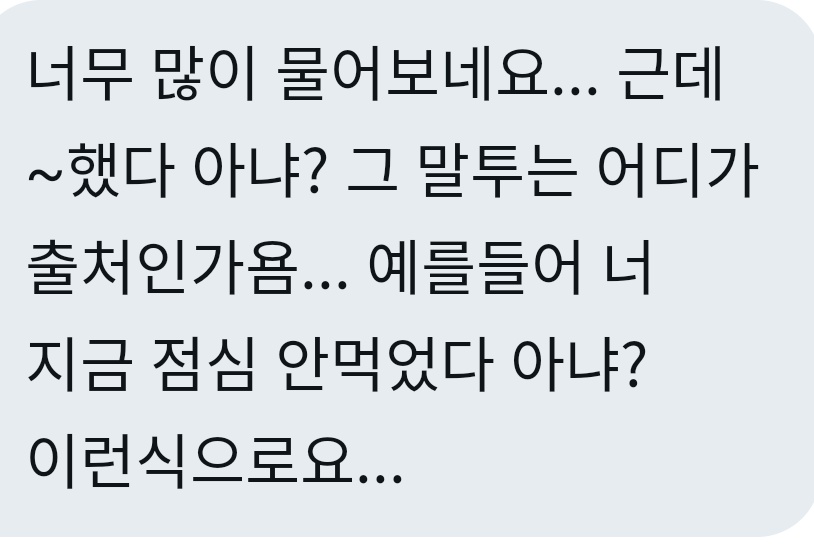 너무 많이 물어보네요... 근데
~했다 아냐? 그 말투는 어디가
출처인가욤... 예를들어 너
지금 점심 안먹었다 아냐?
이런식으로요...